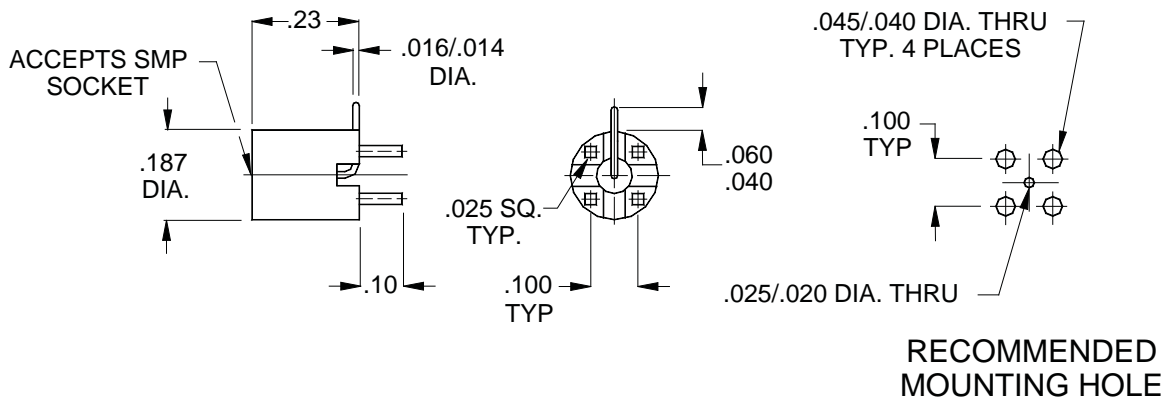 .23
.016/.014
DIA.
ACCEPTS SMP
SOCKET
.187
DIA.
.10
.060
.040
.025 SQ.
TYP.
.100
TYP
.045/.040 DIA. THRU
TYP. 4 PLACES
.100
TYP
.025/.020 DIA. THRU
RECOMMENDED
MOUNTING HOLE